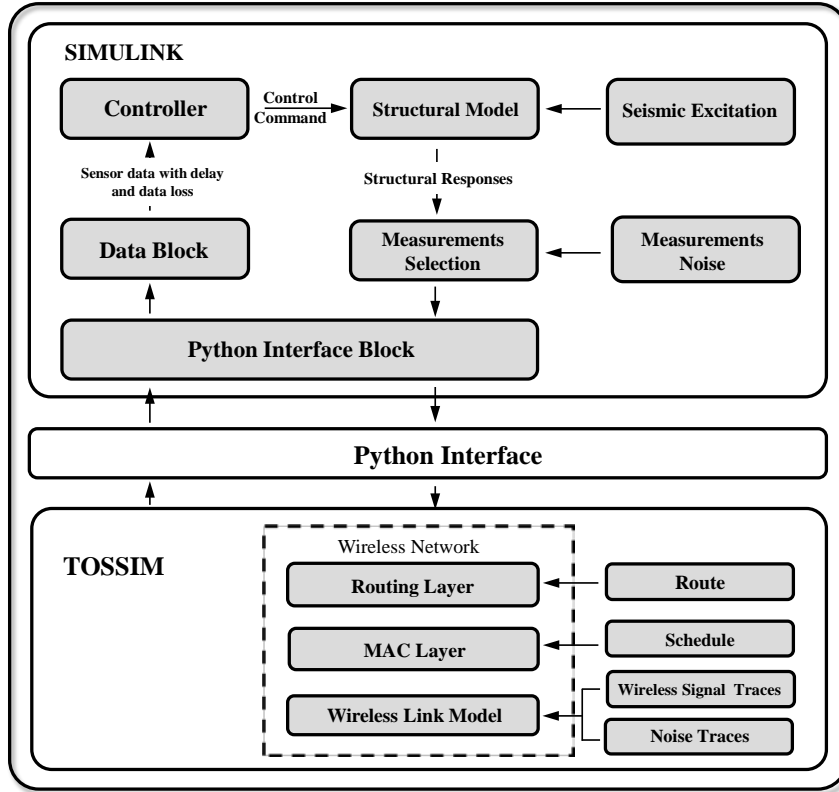 SIMULINK
Controller
Control
Command
Structural Model
Seismic Excitation
Sensor data with delay
and data loss
Structural Responses
Data Block
Measurements
Selection
Measurements
Noise
Python Interface Block
Python Interface
TOSSIM
Wireless Network
Routing Layer
Route
MAC Layer
Schedule
Wireless Link Model
Wireless Signal Traces
Noise Traces